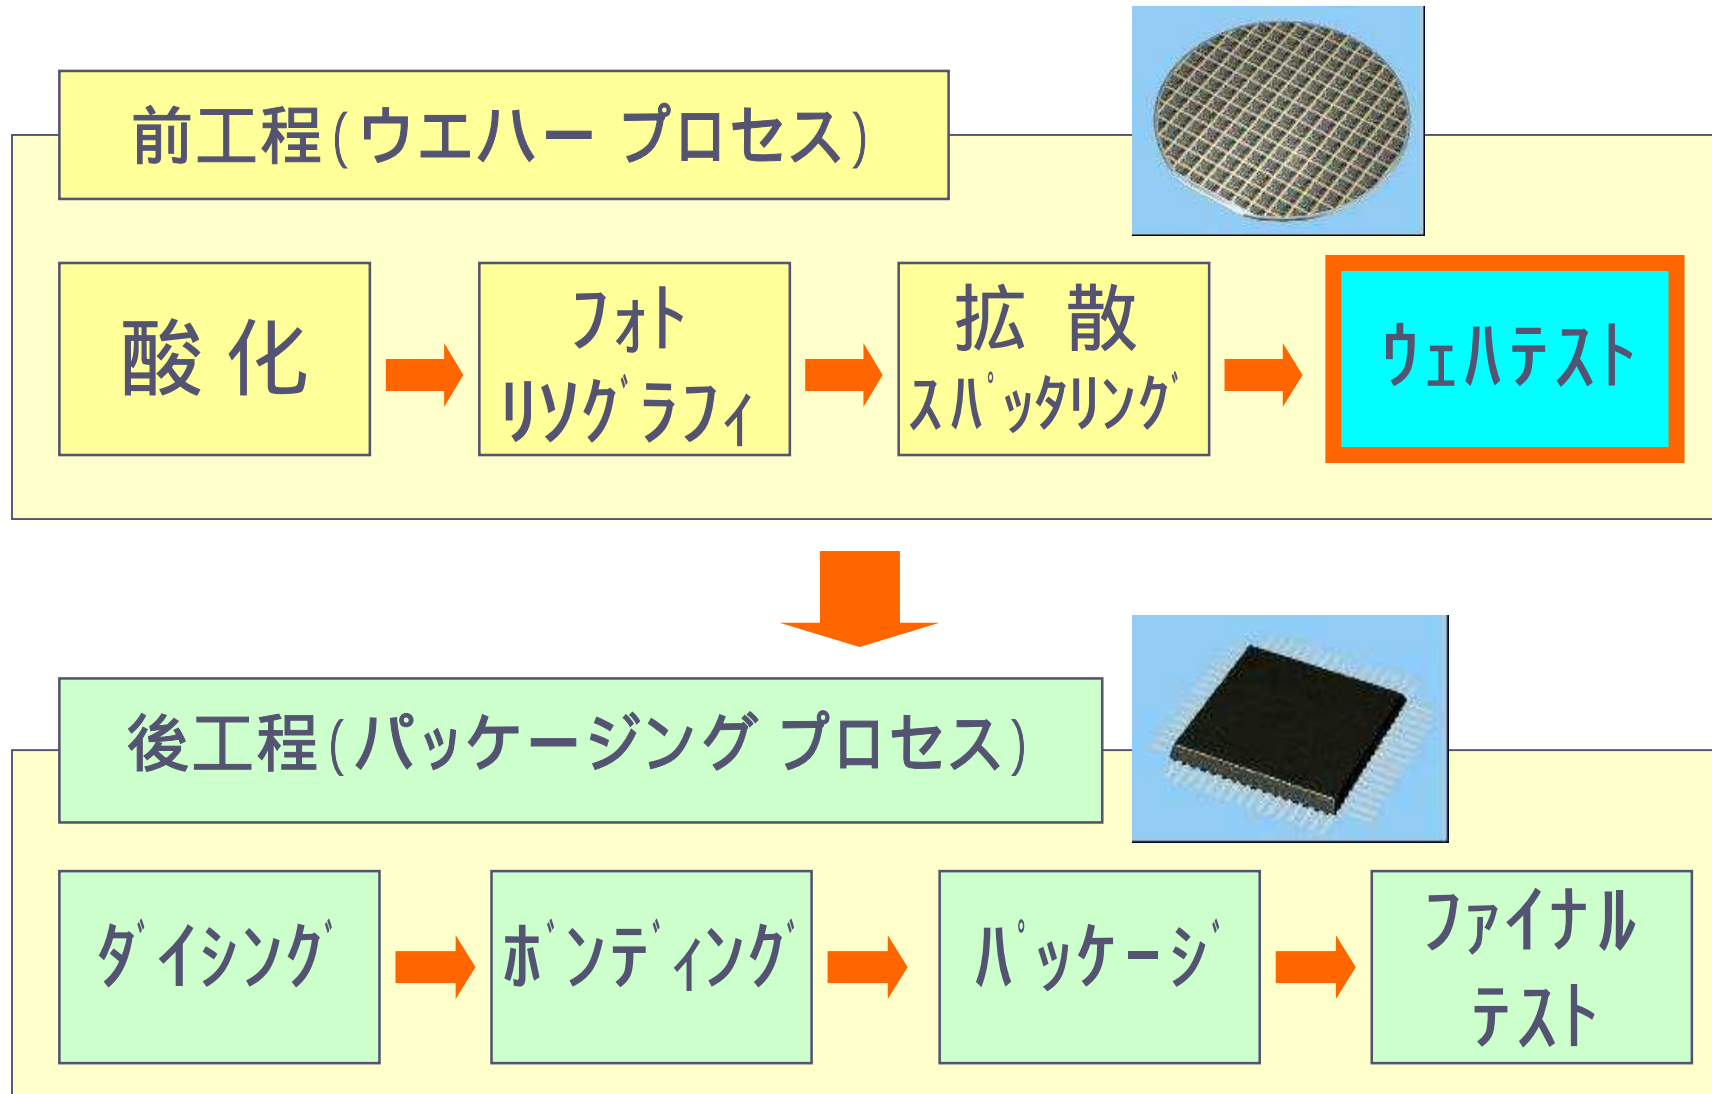 前工程(ウエハー プロセス)
酸 化
フォト
リソグラフィ
拡 散
スパッタリング
ウェハテスト
後工程(パッケージング プロセス)
ダイシング
ボンディング
パッケージ
ファイナル
テスト